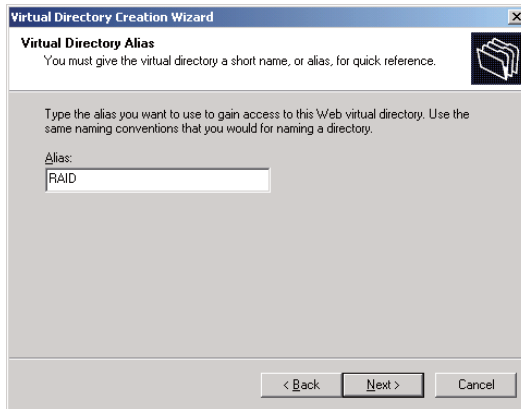 Virtual Directory Creation Wizard
Virtual Directory Alias
You must give the virtual directory a short name, or alias, for quick reference.
Type the alias you want to use to gain access to this Web virtual directory. Use the
same naming conventions that you would for naming a directory.
Alias:
RAID
< Back
Next >
Cancel